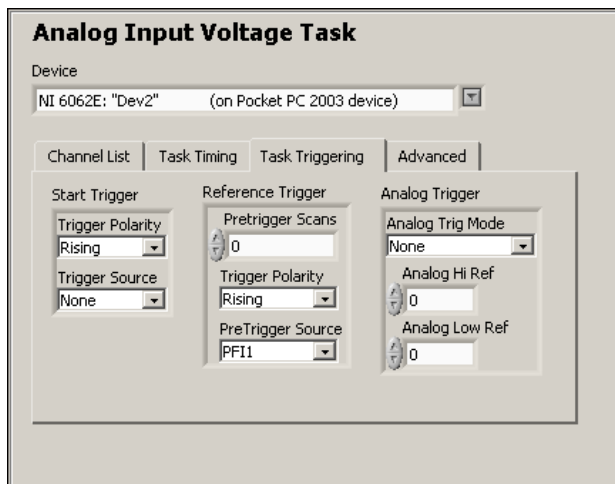 Analog Input Voltage Task
Device
NI 6062E: "Dev2" (on Pocket PC 2003 device)
Channel List Task Timing Task Triggering Advanced
Start Trigger
Trigger Polarity
Rising
Trigger Source
None
Reference Trigger
Pretrigger Scans
0
Trigger Polarity
Rising
PreTrigger Source
PFI1
Analog Trigger
Analog Trig Mode
None
Analog Hi Ref
0
Analog Low Ref
0